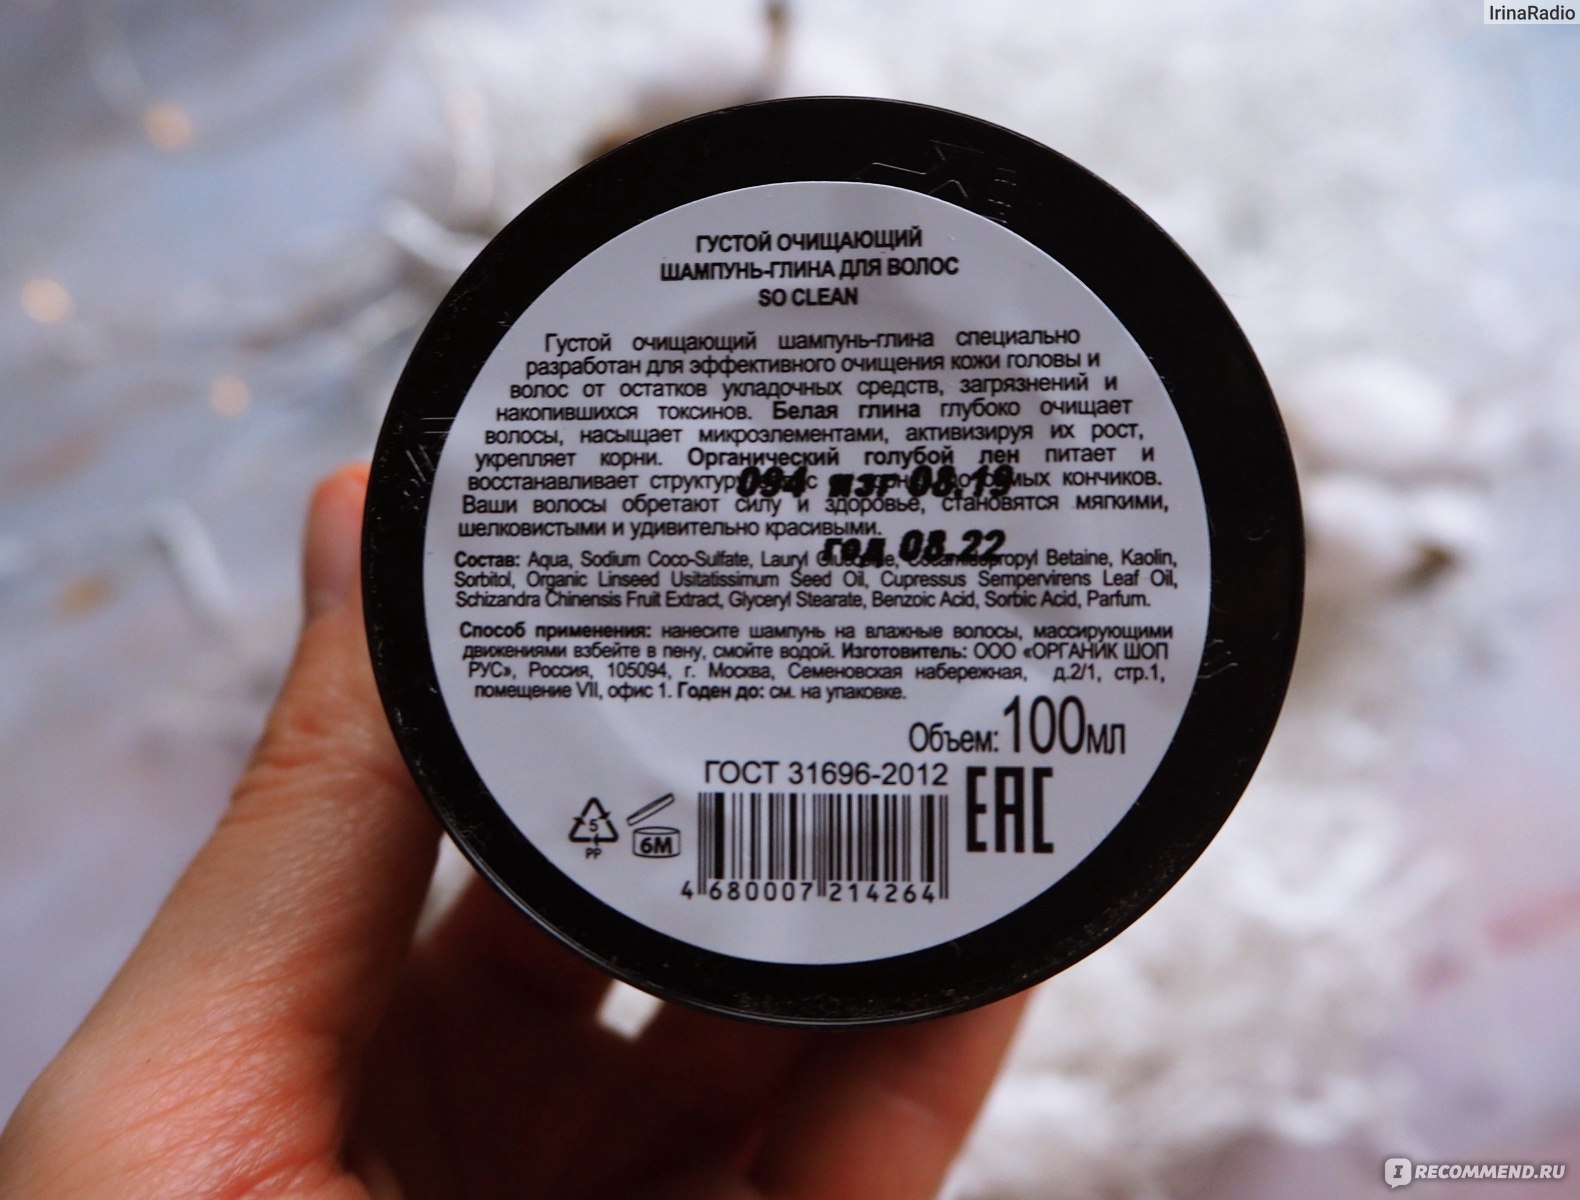 IrinaRadio
ГУСТОЙ ОЧИЩАЮЩИЙ
ШАМПУНЬ-ГЛИНА ДЛЯ ВОЛОС
SO CLEAN
Густой очищающий шампунь-глина специально
разработан для эффективного очищения кожи головы и
волос от остатков укладочных средств, загрязнений и
накопившихся токсинов. Белая глина глубоко очищает
волосы, насыщает микроэлементами, активизируя их рост,
укрепляет корни. Органический голубой лен питает и
восстанавливает кончиков.
094 изг 08.19
Ваши волосы обретают силу и здоровье, становятся мягкими,
шелковистыми и удивительно красивыми.
год 08.22
Состав: Aqua, Sodium Coco-Sulfate, Lauryl Betaine, Kaolin,
Sorbitol, Organic Linseed Usitatissimum Seed Oil, Cupressus Sempervirens Leaf Oil,
Schizandra Chinensis Fruit Extract, Glyceryl Stearate, Benzoic Acid, Sorbic Acid, Parfum.
Способ применения: нанесите шампунь на влажные волосы, массирующими
движениями взбейте в пену, смойте водой. Изготовитель: ООО «ОРГАНИК ШОП
РУС», Россия, 105094, г. Москва, Семеновская набережная, д.2/1, стр.1,
помещение VII, офис 1. Годен до: см. на упаковке.
Объем: 100мл
ГОСТ 31696-2012
EAC
5
PP
6M
4 680007 214264
I RECOMMEND.RU